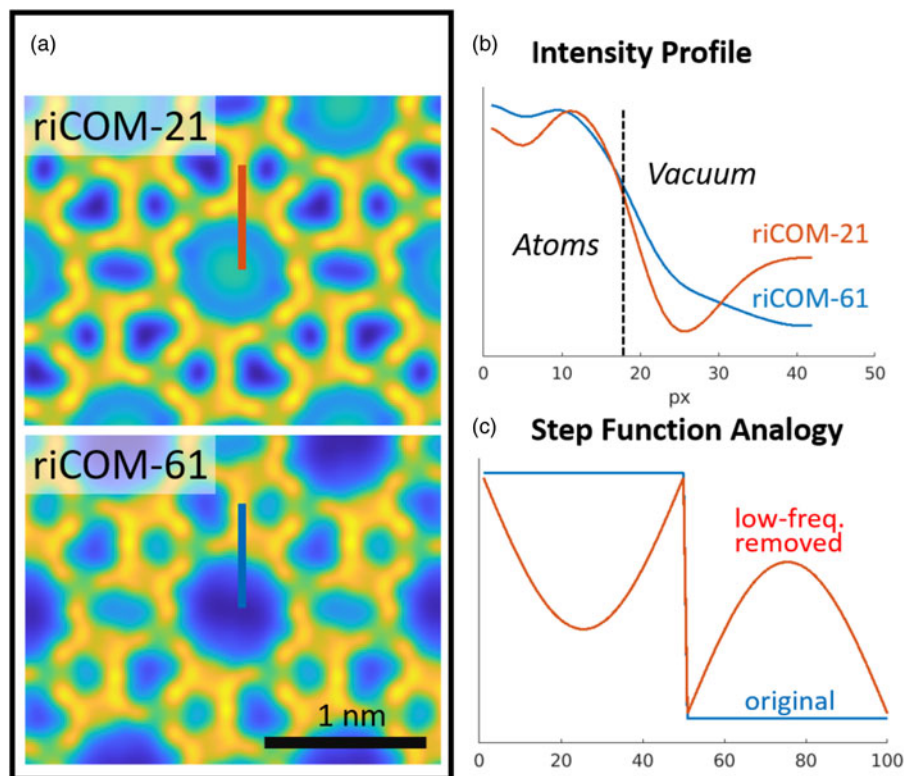 (a)
riCOM-21
riCOM-61
1 nm
(b)
Intensity Profile
Vacuum
Atoms
riCOM-21
riCOM-61
0 10 20 30 40 50
px
(c)
Step Function Analogy
low-freq.
removed
original
0 20 40 60 80 100